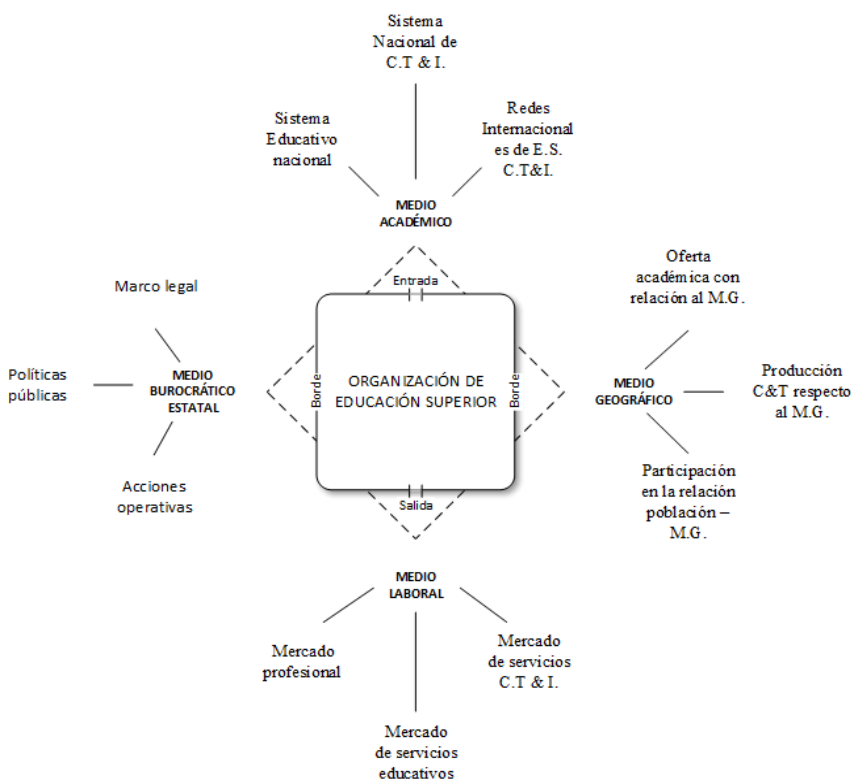 Sistema
Nacional de
C.T & I.
Sistema
Educativo
nacional
Redes
Internacional
es de E.S.
C.T&I.
MEDIO
ACADÉMICO
Entrada
Marco legal
Políticas
públicas
MEDIO
BUROCRÁTICO
ESTATAL
Acciones
operativas
Borde
ORGANIZACIÓN DE
EDUCACIÓN SUPERIOR
Borde
Oferta
académica con
relación al M.G.
MEDIO
GEOGRÁFICO
Producción
C&T respecto
al M.G.
Participación
en la relación
población –
M.G.
Salida
MEDIO
LABORAL
Mercado
profesional
Mercado
de servicios
educativos
Mercado
de servicios
C.T & I.